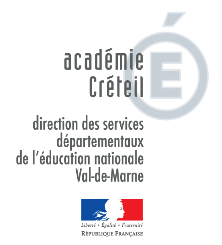 académie
Créteil
É
direction des services
départementaux
de l'éducation nationale
Val-de-Marne
Liberté • Égalité • Fraternité
RÉPUBLIQUE FRANÇAISE